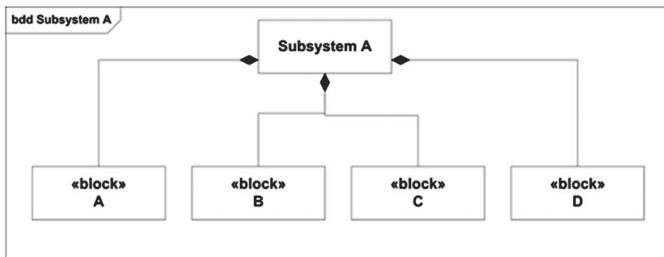 bdd Subsystem A
Subsystem A
«block»
A
«block»
B
«block»
C
«block»
D